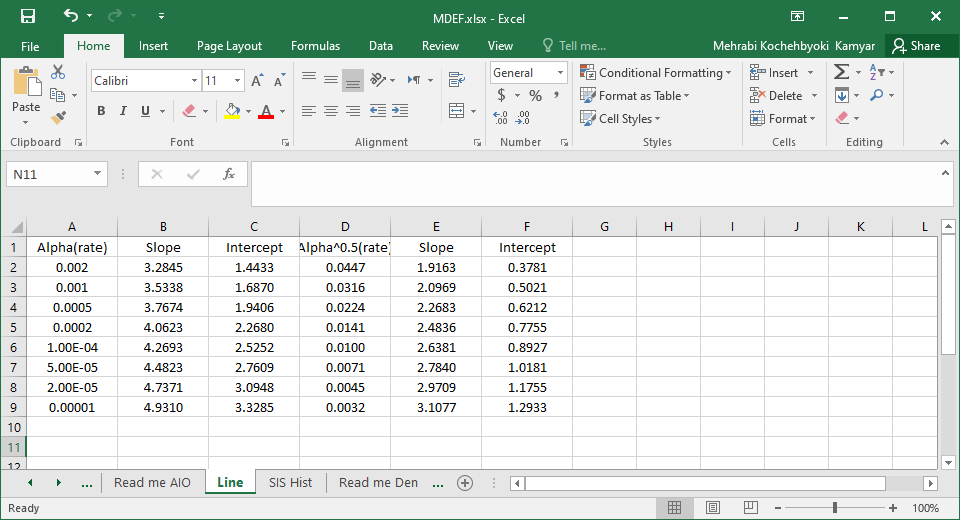 MDEF.xlsx - Excel
File Home Insert Page Layout Formulas Data Review View Tell me... Mehrabi Kochehbyoki Kamyar Share
Paste
Calibri 11
B I U A
General
$ % ,
Conditional Formatting
Format as Table
Cell Styles
Insert
Delete
Format
Clipboard Font Alignment Number Styles Cells Editing
N11 fx
A B C D E F G H I J K L
1 Alpha(rate) Slope Intercept Alpha^0.5(rate) Slope Intercept
2 0.002 3.2845 1.4433 0.0447 1.9163 0.3781
3 0.001 3.5338 1.6870 0.0316 2.0969 0.5021
4 0.0005 3.7674 1.9406 0.0224 2.2683 0.6212
5 0.0002 4.0623 2.2680 0.0141 2.4836 0.7755
6 1.00E-04 4.2693 2.5252 0.0100 2.6381 0.8927
7 5.00E-05 4.4823 2.7609 0.0071 2.7840 1.0181
8 2.00E-05 4.7371 3.0948 0.0045 2.9709 1.1755
9 0.00001 4.9310 3.3285 0.0032 3.1077 1.2933
10
11
12
... Read me AIO Line SIS Hist Read me Den ...
Ready 100%